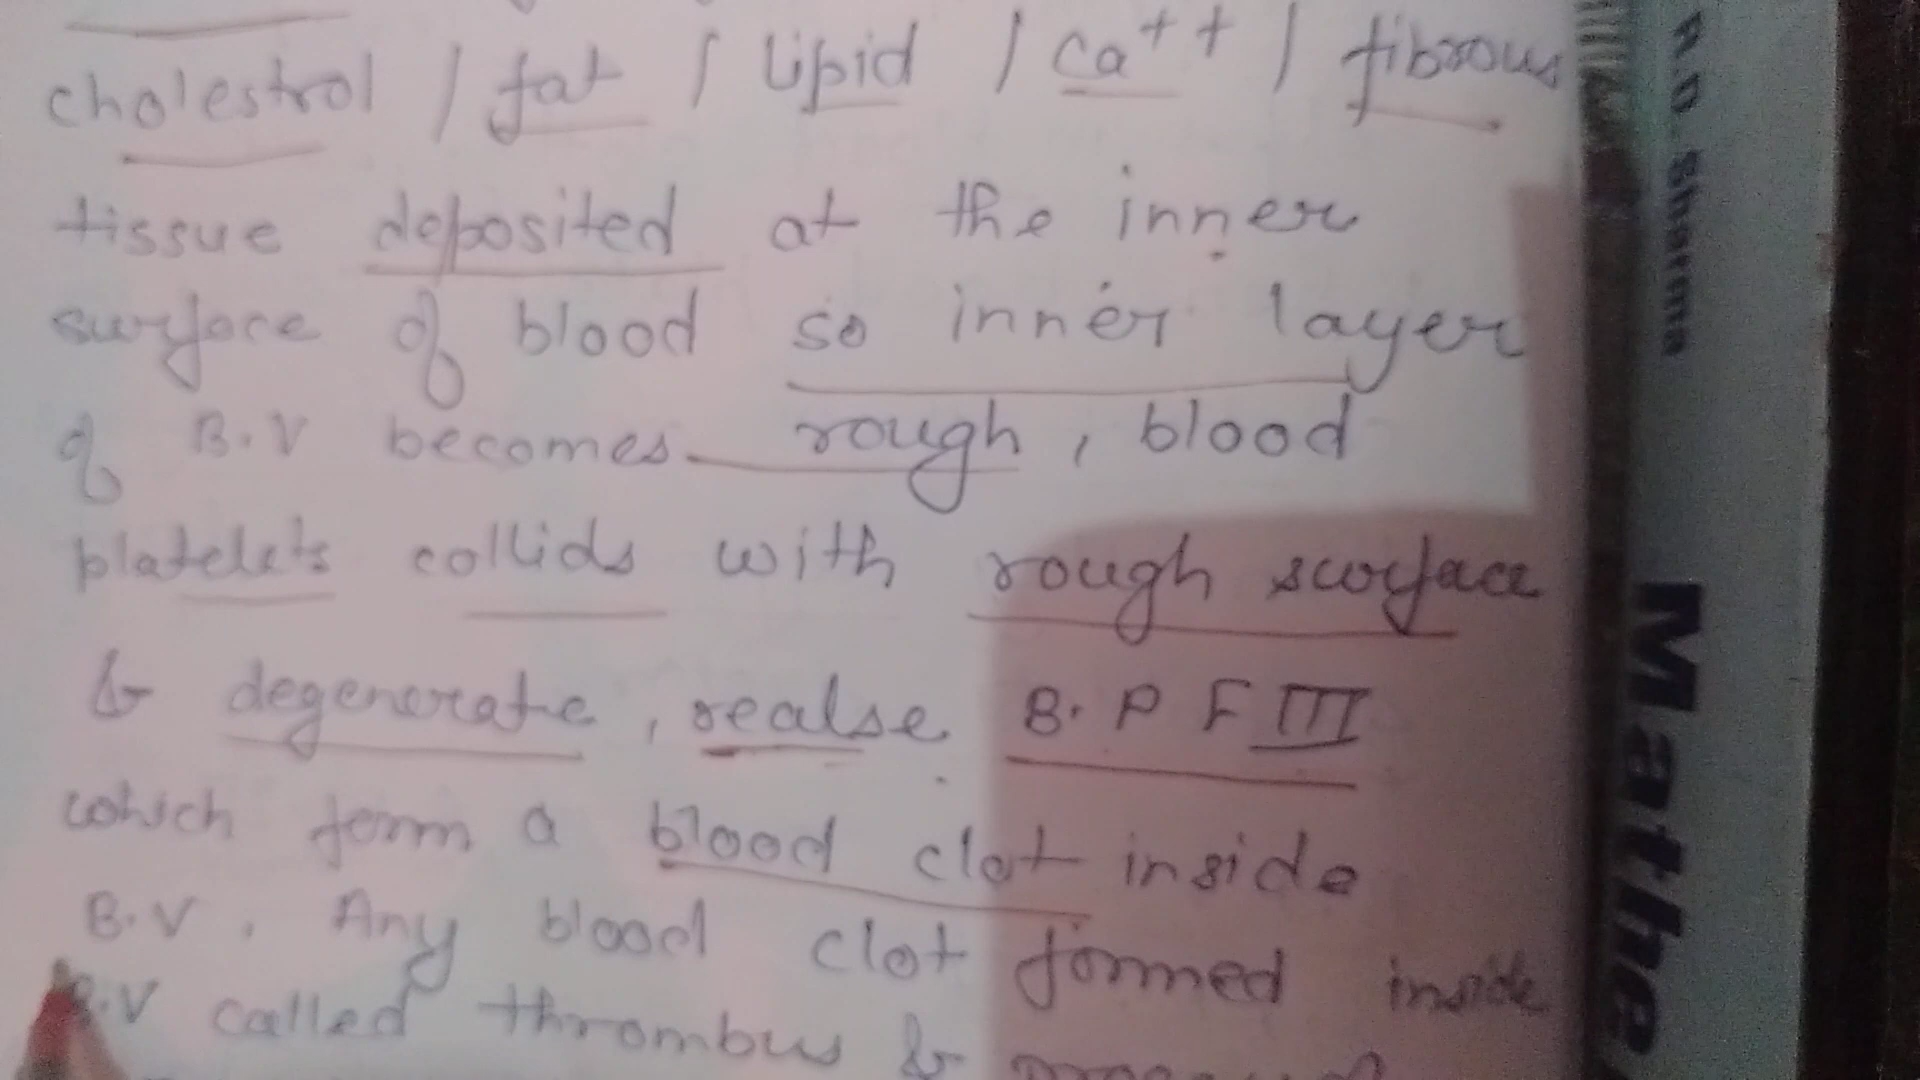 cholestrol / fat / lipid / Ca++ / fibrous
tissue deposited at the inner
surface of blood so inner layer
of B.V becomes rough, blood
platelets collids with rough surface
& degenerate, realse B.P F III
which form a blood clot inside
B.V. Any blood clot formed inside
B.V called thrombus &
R.D. Sharma
Mathe